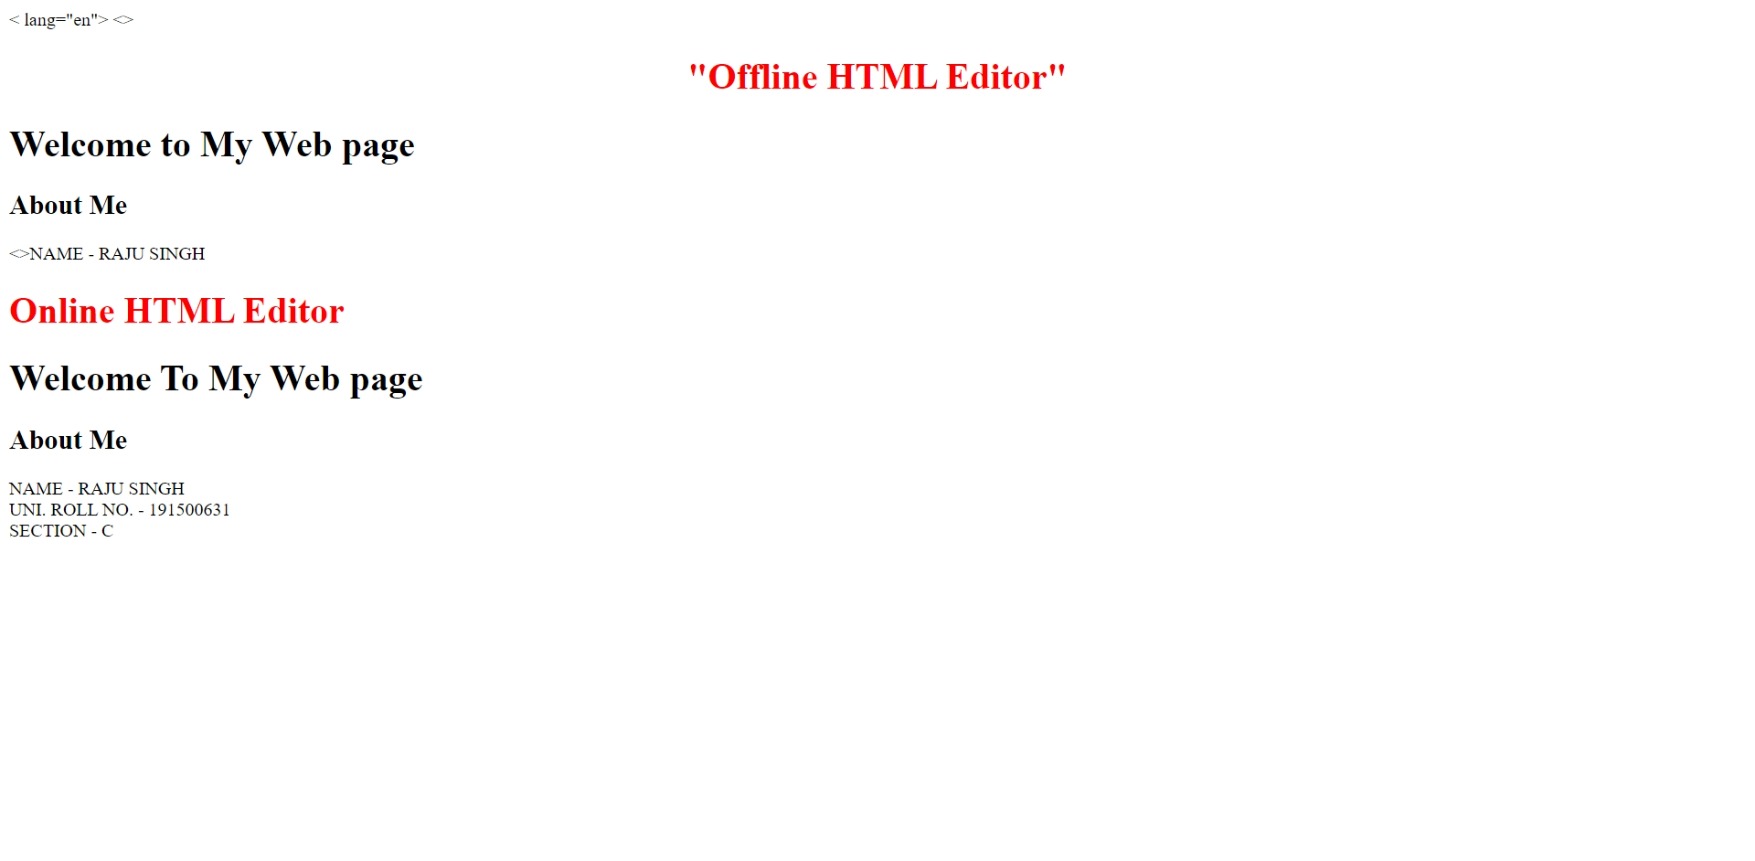 < lang="en"> <>
"Offline HTML Editor"
Welcome to My Web page
About Me
<>NAME - RAJU SINGH
Online HTML Editor
Welcome To My Web page
About Me
NAME - RAJU SINGH
UNI. ROLL NO. - 191500631
SECTION - C